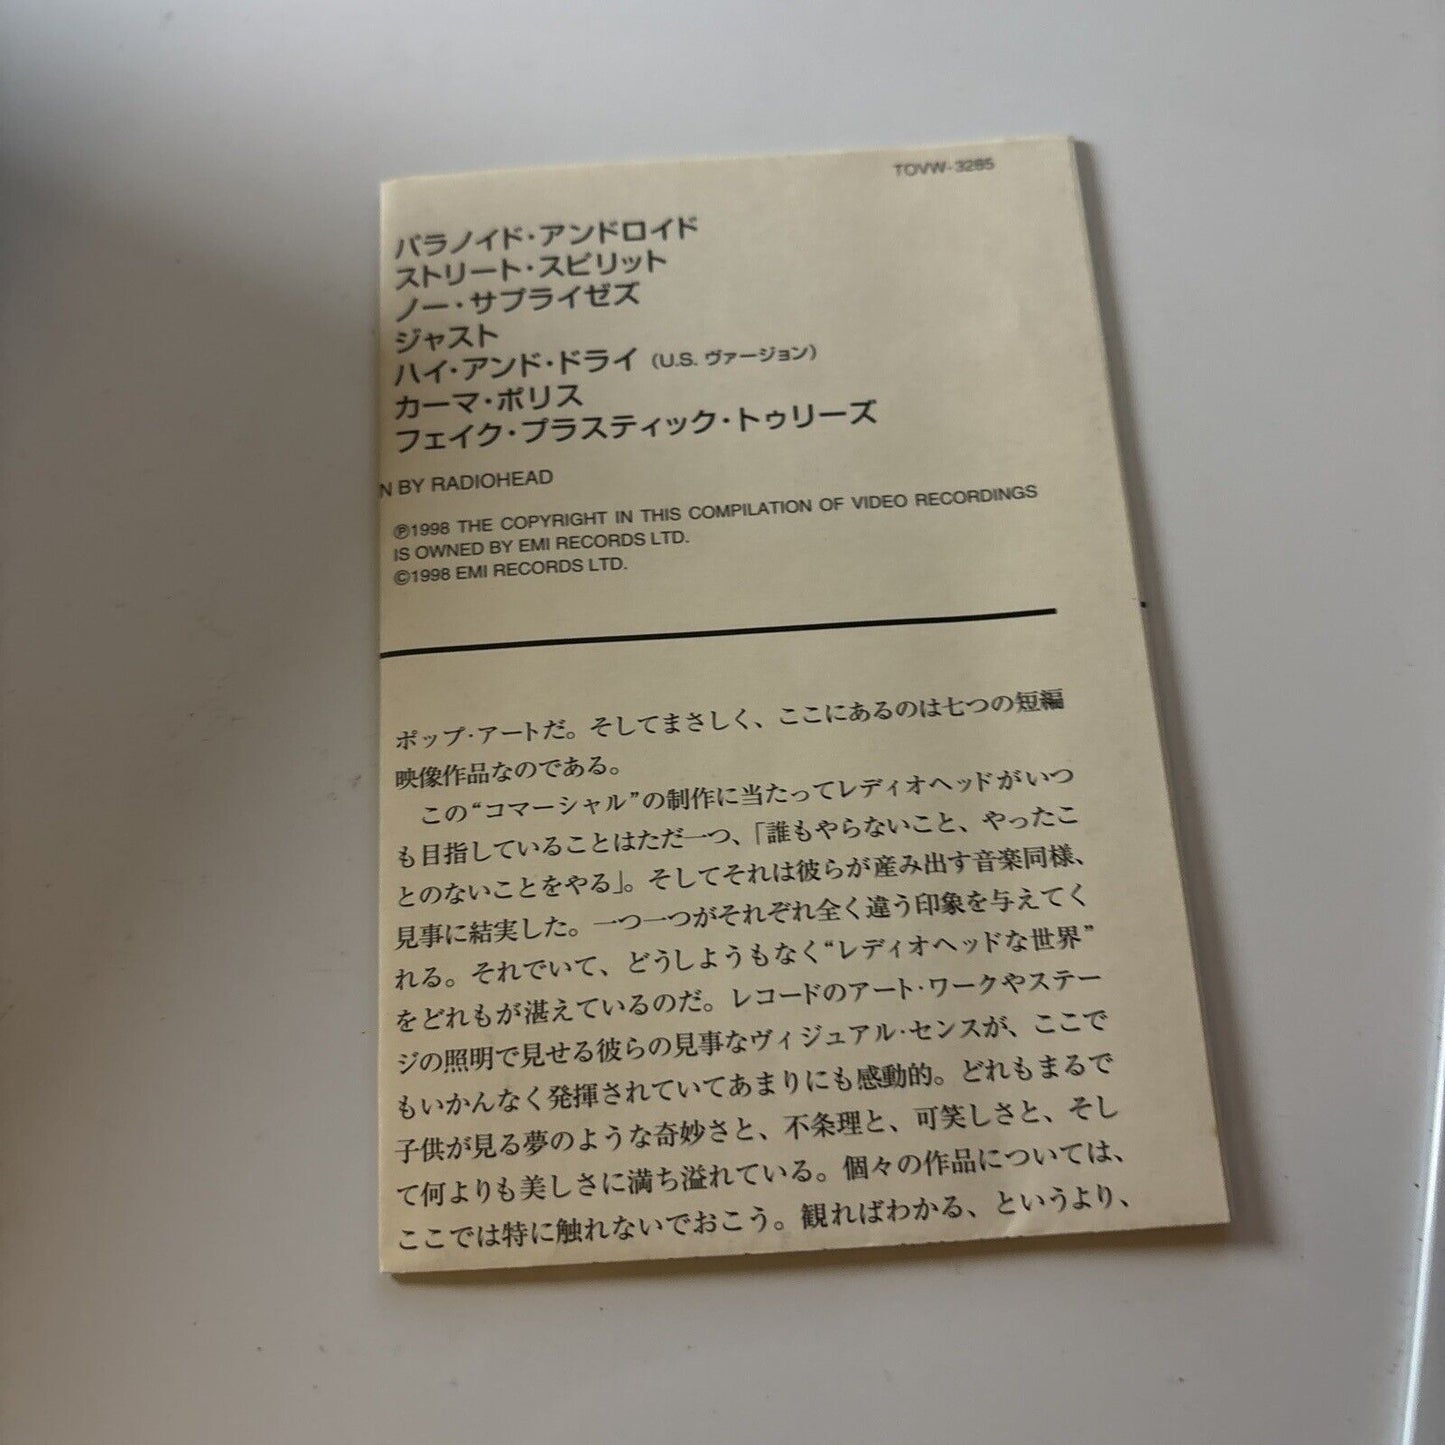 TOVW-3285
パラノイド・アンドロイド
ストリート・スピリット
ノー・サプライゼズ
ジャスト
ハイ・アンド・ドライ（U.S. ヴァージョン）
カーマ・ポリス
フェイク・プラスティック・トゥリーズ
N BY RADIOHEAD
℗1998 THE COPYRIGHT IN THIS COMPILATION OF VIDEO RECORDINGS
IS OWNED BY EMI RECORDS LTD.
©1998 EMI RECORDS LTD.
ポップ・アートだ。そしてまさしく、ここにあるのは七つの短編
映像作品なのである。
この“コマーシャル”の制作に当たってレディオヘッドがいつ
も目指していることはただ一つ、「誰もやらないこと、やったこ
とのないことをやる」。そしてそれは彼らが産み出す音楽同様、
見事に結実した。一つ一つがそれぞれ全く違う印象を与えてく
れる。それでいて、どうしようもなく“レディオヘッドな世界”
をどれもが湛えているのだ。レコードのアート・ワークやステー
ジの照明で見せる彼らの見事なヴィジュアル・センスが、ここで
もいかんなく発揮されていてあまりにも感動的。どれもまるで
子供が見る夢のような奇妙さと、不条理と、可笑しさと、そし
て何よりも美しさに満ち溢れている。個々の作品については、
ここでは特に触れないでおこう。観ればわかる、というより、